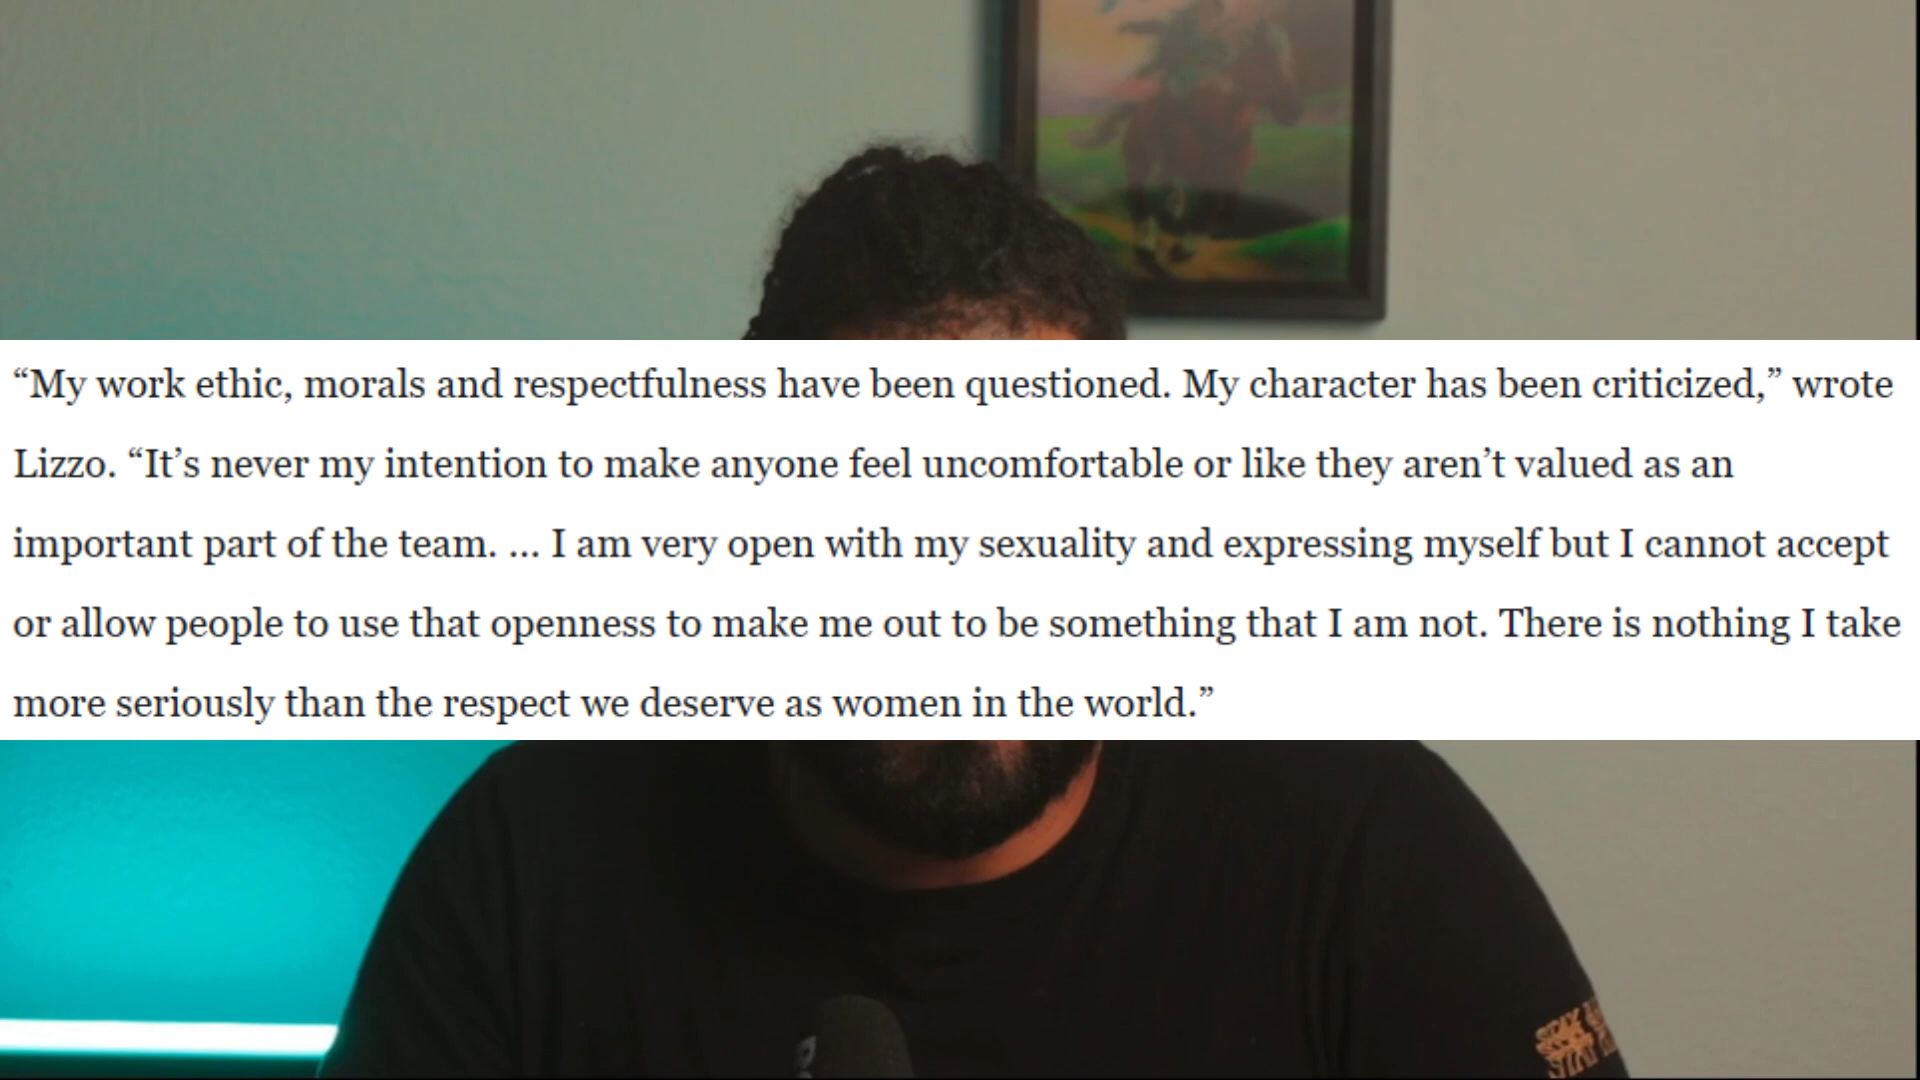 “My work ethic, morals and respectfulness have been questioned. My character has been criticized,” wrote
Lizzo. “It’s never my intention to make anyone feel uncomfortable or like they aren’t valued as an
important part of the team. ... I am very open with my sexuality and expressing myself but I cannot accept
or allow people to use that openness to make me out to be something that I am not. There is nothing I take
more seriously than the respect we deserve as women in the world.”